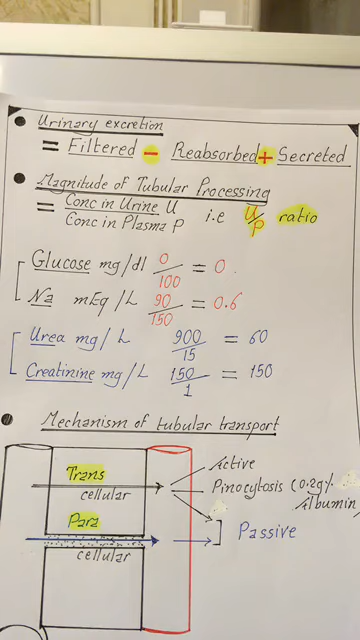 Urinary excretion
= Filtered - Reabsorbed + Secreted
Magnitude of Tubular Processing
= Conc in Urine U / Conc in Plasma P i.e U/P ratio
Glucose mg/dl 0/100 = 0
Na mEq/L 90/150 = 0.6
Urea mg/L 900/15 = 60
Creatinine mg/L 150/1 = 150
Mechanism of tubular transport
Trans
cellular
Active
Pinocytosis (0.2g%
Albumin
Para
cellular
] Passive